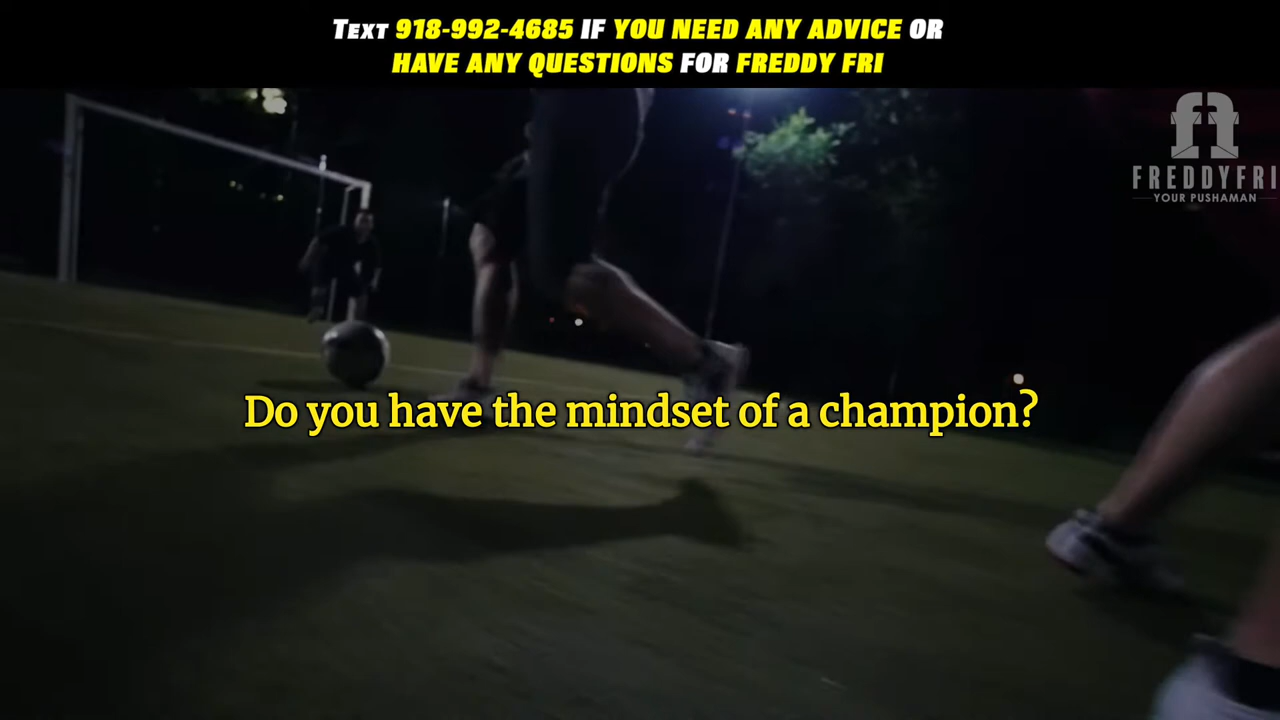 Text 918-992-4685 IF YOU NEED ANY ADVICE OR
HAVE ANY QUESTIONS FOR FREDDY FRI
FREDDYFRI
YOUR PUSHAMAN
Do you have the mindset of a champion?